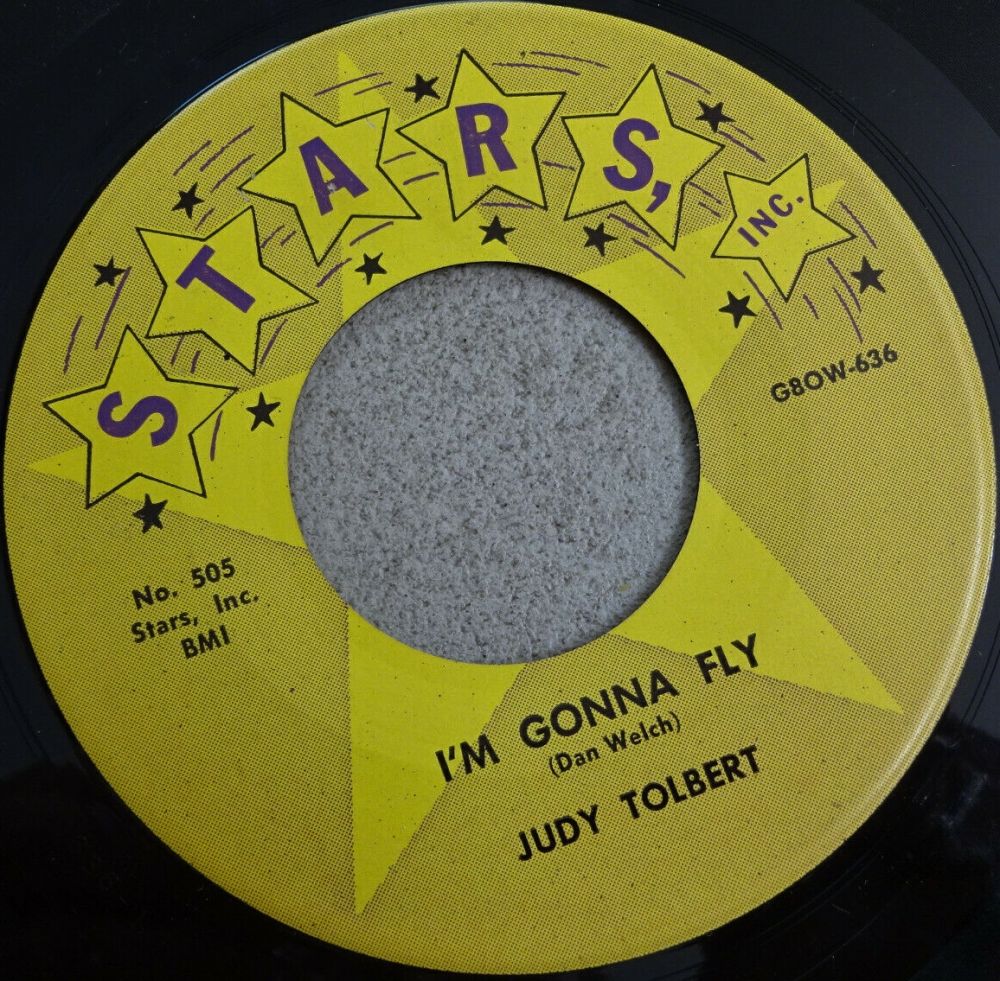 STARS, INC.
G8OW-636
No. 505
Stars, Inc.
BMI
I'M GONNA FLY
(Dan Welch)
JUDY TOLBERT